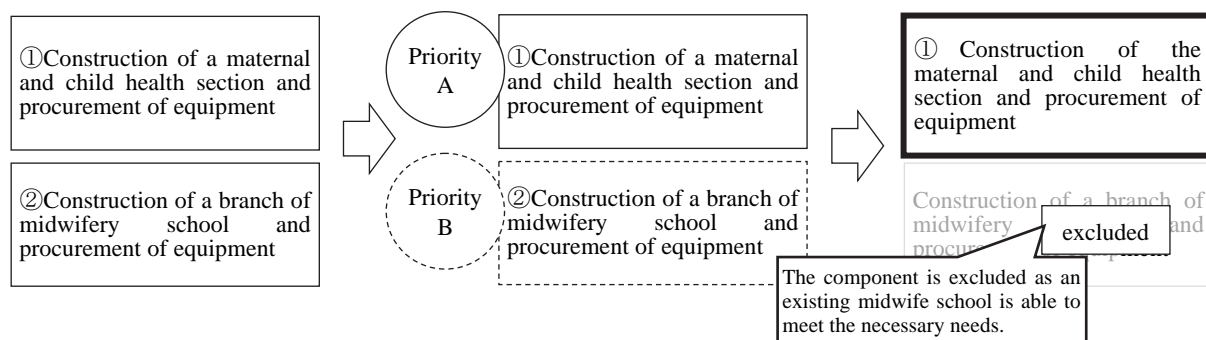 ①Construction of a maternal
and child health section and
procurement of equipment
②Construction of a branch of
midwifery school and
procurement of equipment
Priority
A
①Construction of a maternal
and child health section and
procurement of equipment
Priority
B
②Construction of a branch of
midwifery school and
procurement of equipment
① Construction of the
maternal and child health
section and procurement of
equipment
Construction of a branch of
midwifery and
excluded
The component is excluded as an
existing midwife school is able to
meet the necessary needs.